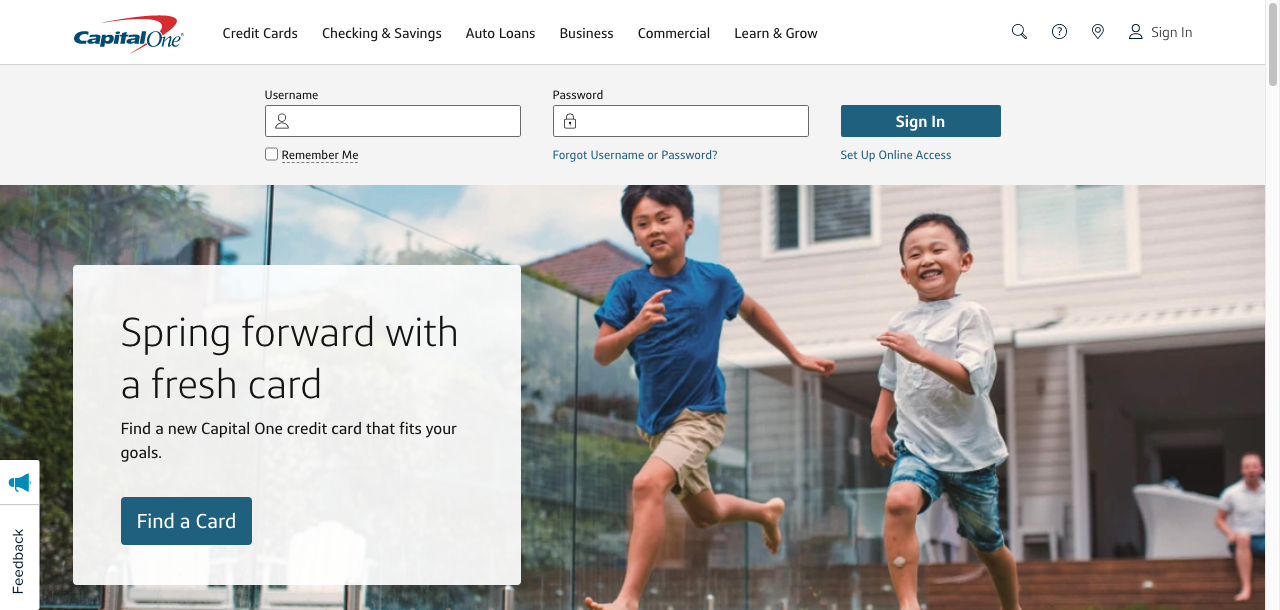 Capital One
Credit Cards
Checking & Savings
Auto Loans
Business
Commercial
Learn & Grow
Sign In
Username
Password
Sign In
Remember Me
Forgot Username or Password?
Set Up Online Access
Spring forward with
a fresh card
Find a new Capital One credit card that fits your
goals.
Find a Card
Feedback